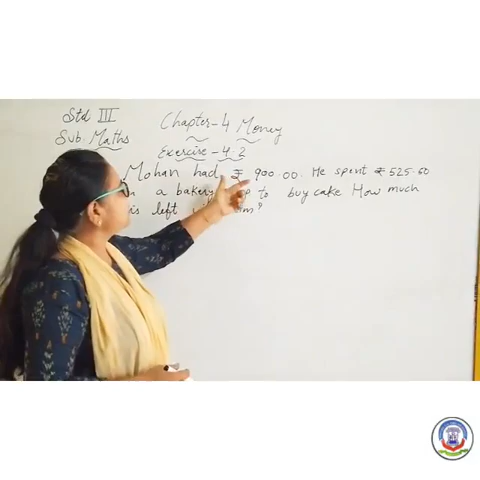 Std III
Sub. Maths
Chapter-4 Money
Exercise-4.2
Mohan had ₹ 900.00. He spent ₹ 525.60
a bakery to buy cake How much
is left